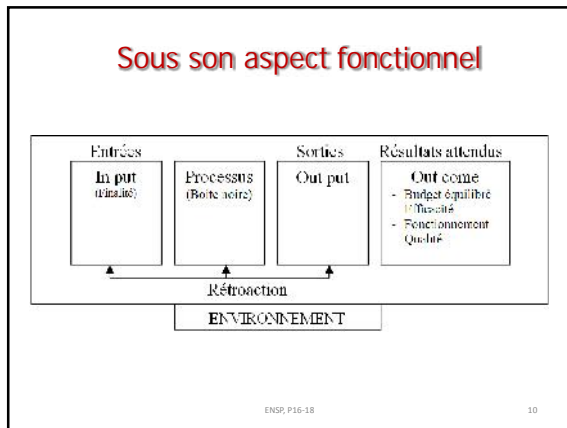 Sous son aspect fonctionnel
Entrées
In put
(Finalité)
Processus
(Boite noire)
Sorties
Out put
Résultats attendus
Out come
- Budget équilibré
Efficacité
- Fonctionnement
Qualité
Rétroaction
ENVIRONNEMENT
ENSP, P16-18
10